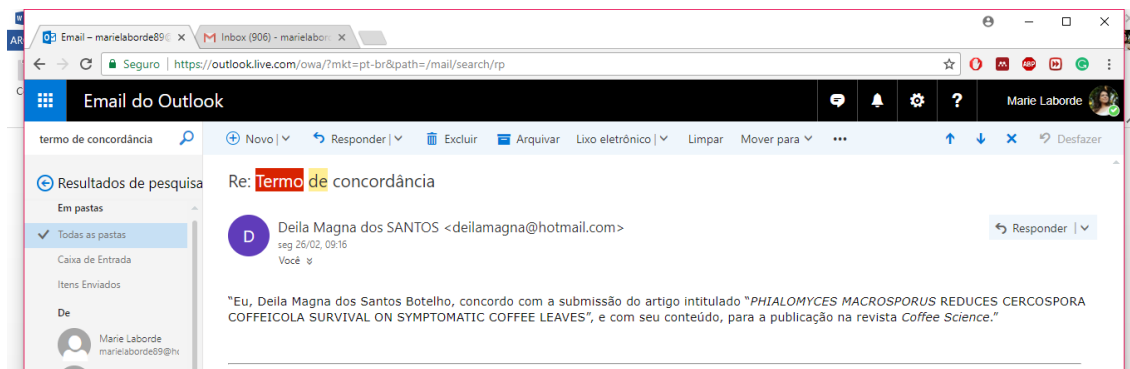 Email – marielaborde89
Inbox (906) - marielabor
Seguro | https://outlook.live.com/owa/?mkt=pt-br&path=/mail/search/rp
Email do Outlook
Marie Laborde
termo de concordância
Novo
Responder
Excluir
Arquivar
Lixo eletrônico
Limpar
Mover para
Desfazer
Resultados de pesquisa
Em pastas
Todas as pastas
Caixa de Entrada
Itens Enviados
De
Marie Laborde
marielaborde89@ho
Re: Termo de concordância
D
Deila Magna dos SANTOS <deilamagna@hotmail.com>
seg 26/02, 09:16
Você
Responder
“Eu, Deila Magna dos Santos Botelho, concordo com a submissão do artigo intitulado “PHIALOMYCES MACROSPORUS REDUCES CERCOSPORA
COFFEICOLA SURVIVAL ON SYMPTOMATIC COFFEE LEAVES”, e com seu conteúdo, para a publicação na revista Coffee Science.”